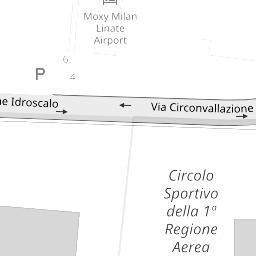 Moxy Milan
Linate
Airport
6
4
P
ne Idroscalo
Via Circonvallazione
Circolo
Sportivo
della 1ª
Regione
Aerea